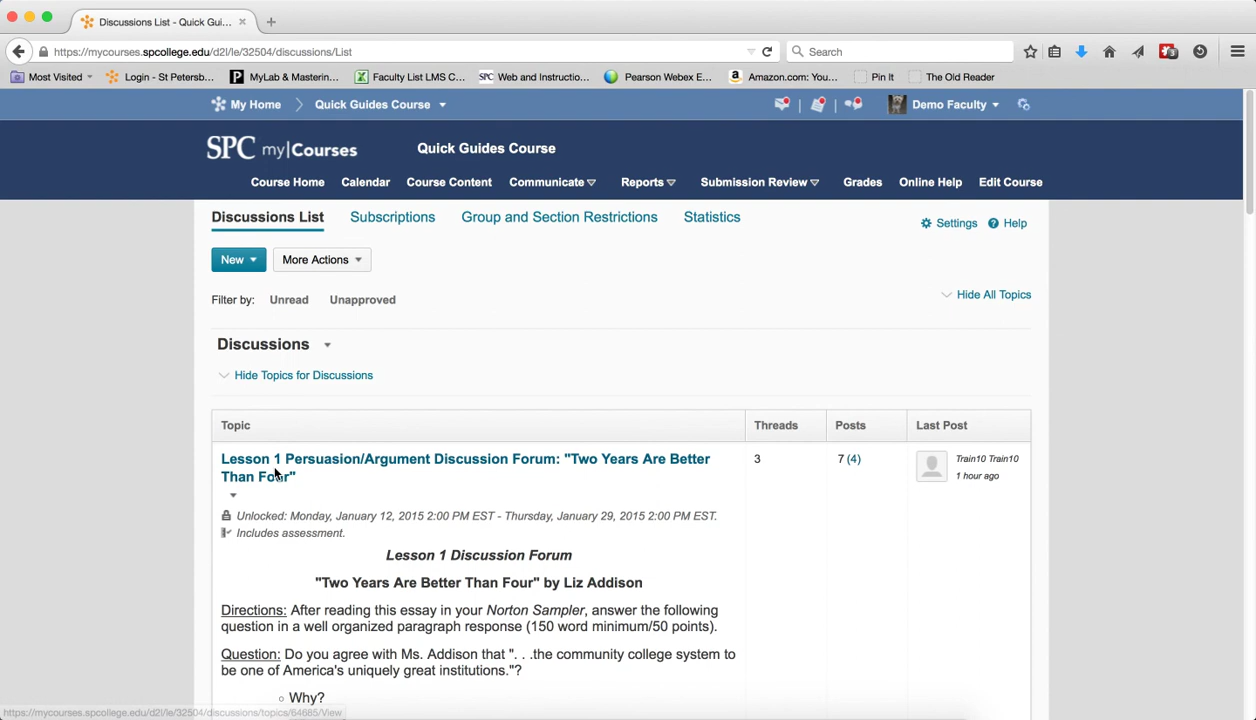 Discussions List - Quick Gui...
https://mycourses.spcollege.edu/d2l/le/32504/discussions/List
Search
Most Visited
Login - St Petersb...
MyLab & Masterin...
Faculty List LMS C...
SPC Web and Instructio...
Pearson Webex E...
Amazon.com: You...
Pin It
The Old Reader
My Home
Quick Guides Course
Demo Faculty
SPC my|Courses
Quick Guides Course
Course Home
Calendar
Course Content
Communicate
Reports
Submission Review
Grades
Online Help
Edit Course
Discussions List
Subscriptions
Group and Section Restrictions
Statistics
Settings
Help
New
More Actions
Filter by:
Unread
Unapproved
Hide All Topics
Discussions
Hide Topics for Discussions
Topic
Threads
Posts
Last Post
Lesson 1 Persuasion/Argument Discussion Forum: "Two Years Are Better
Than Four"
3
7 (4)
Train10 Train10
1 hour ago
Unlocked: Monday, January 12, 2015 2:00 PM EST - Thursday, January 29, 2015 2:00 PM EST.
Includes assessment.
Lesson 1 Discussion Forum
"Two Years Are Better Than Four" by Liz Addison
Directions: After reading this essay in your Norton Sampler, answer the following
question in a well organized paragraph response (150 word minimum/50 points).
Question: Do you agree with Ms. Addison that ". . .the community college system to
be one of America's uniquely great institutions."?
Why?
https://mycourses.spcollege.edu/d2l/le/32504/discussions/topics/64685/View